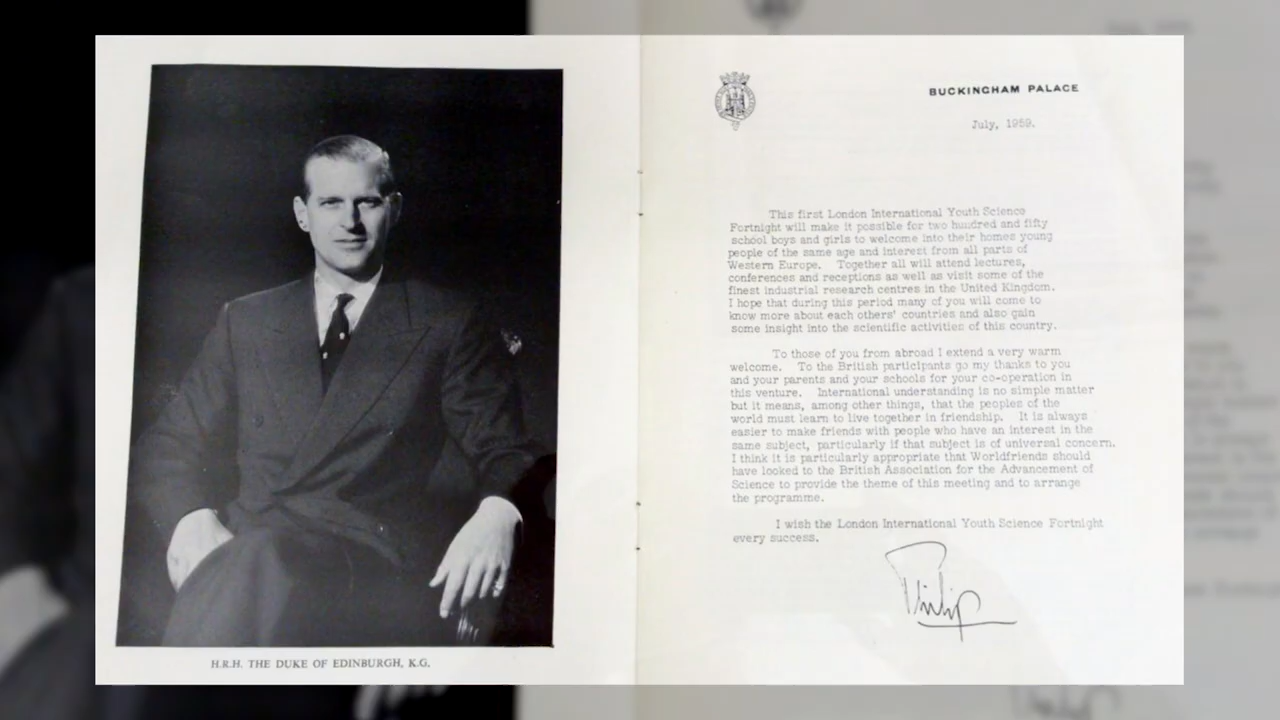 H.R.H. THE DUKE OF EDINBURGH, K.G.
BUCKINGHAM PALACE
July, 1959.
This first London International Youth Science
Fortnight will make it possible for two hundred and fifty
school boys and girls to welcome into their homes young
people of the same age and interest from all parts of
Western Europe. Together all will attend lectures,
conferences and receptions as well as visit some of the
finest industrial research centres in the United Kingdom.
I hope that during this period many of you will come to
know more about each others' countries and also gain
some insight into the scientific activities of this country.
To those of you from abroad I extend a very warm
welcome. To the British participants go my thanks to you
and your parents and your schools for your co-operation in
this venture. International understanding is no simple matter
but it means, among other things, that the peoples of the
world must learn to live together in friendship. It is always
easier to make friends with people who have an interest in the
same subject, particularly if that subject is of universal concern.
I think it is particularly appropriate that Worldfriends should
have looked to the British Association for the Advancement of
Science to provide the theme of this meeting and to arrange
the programme.
I wish the London International Youth Science Fortnight
every success.
Philip